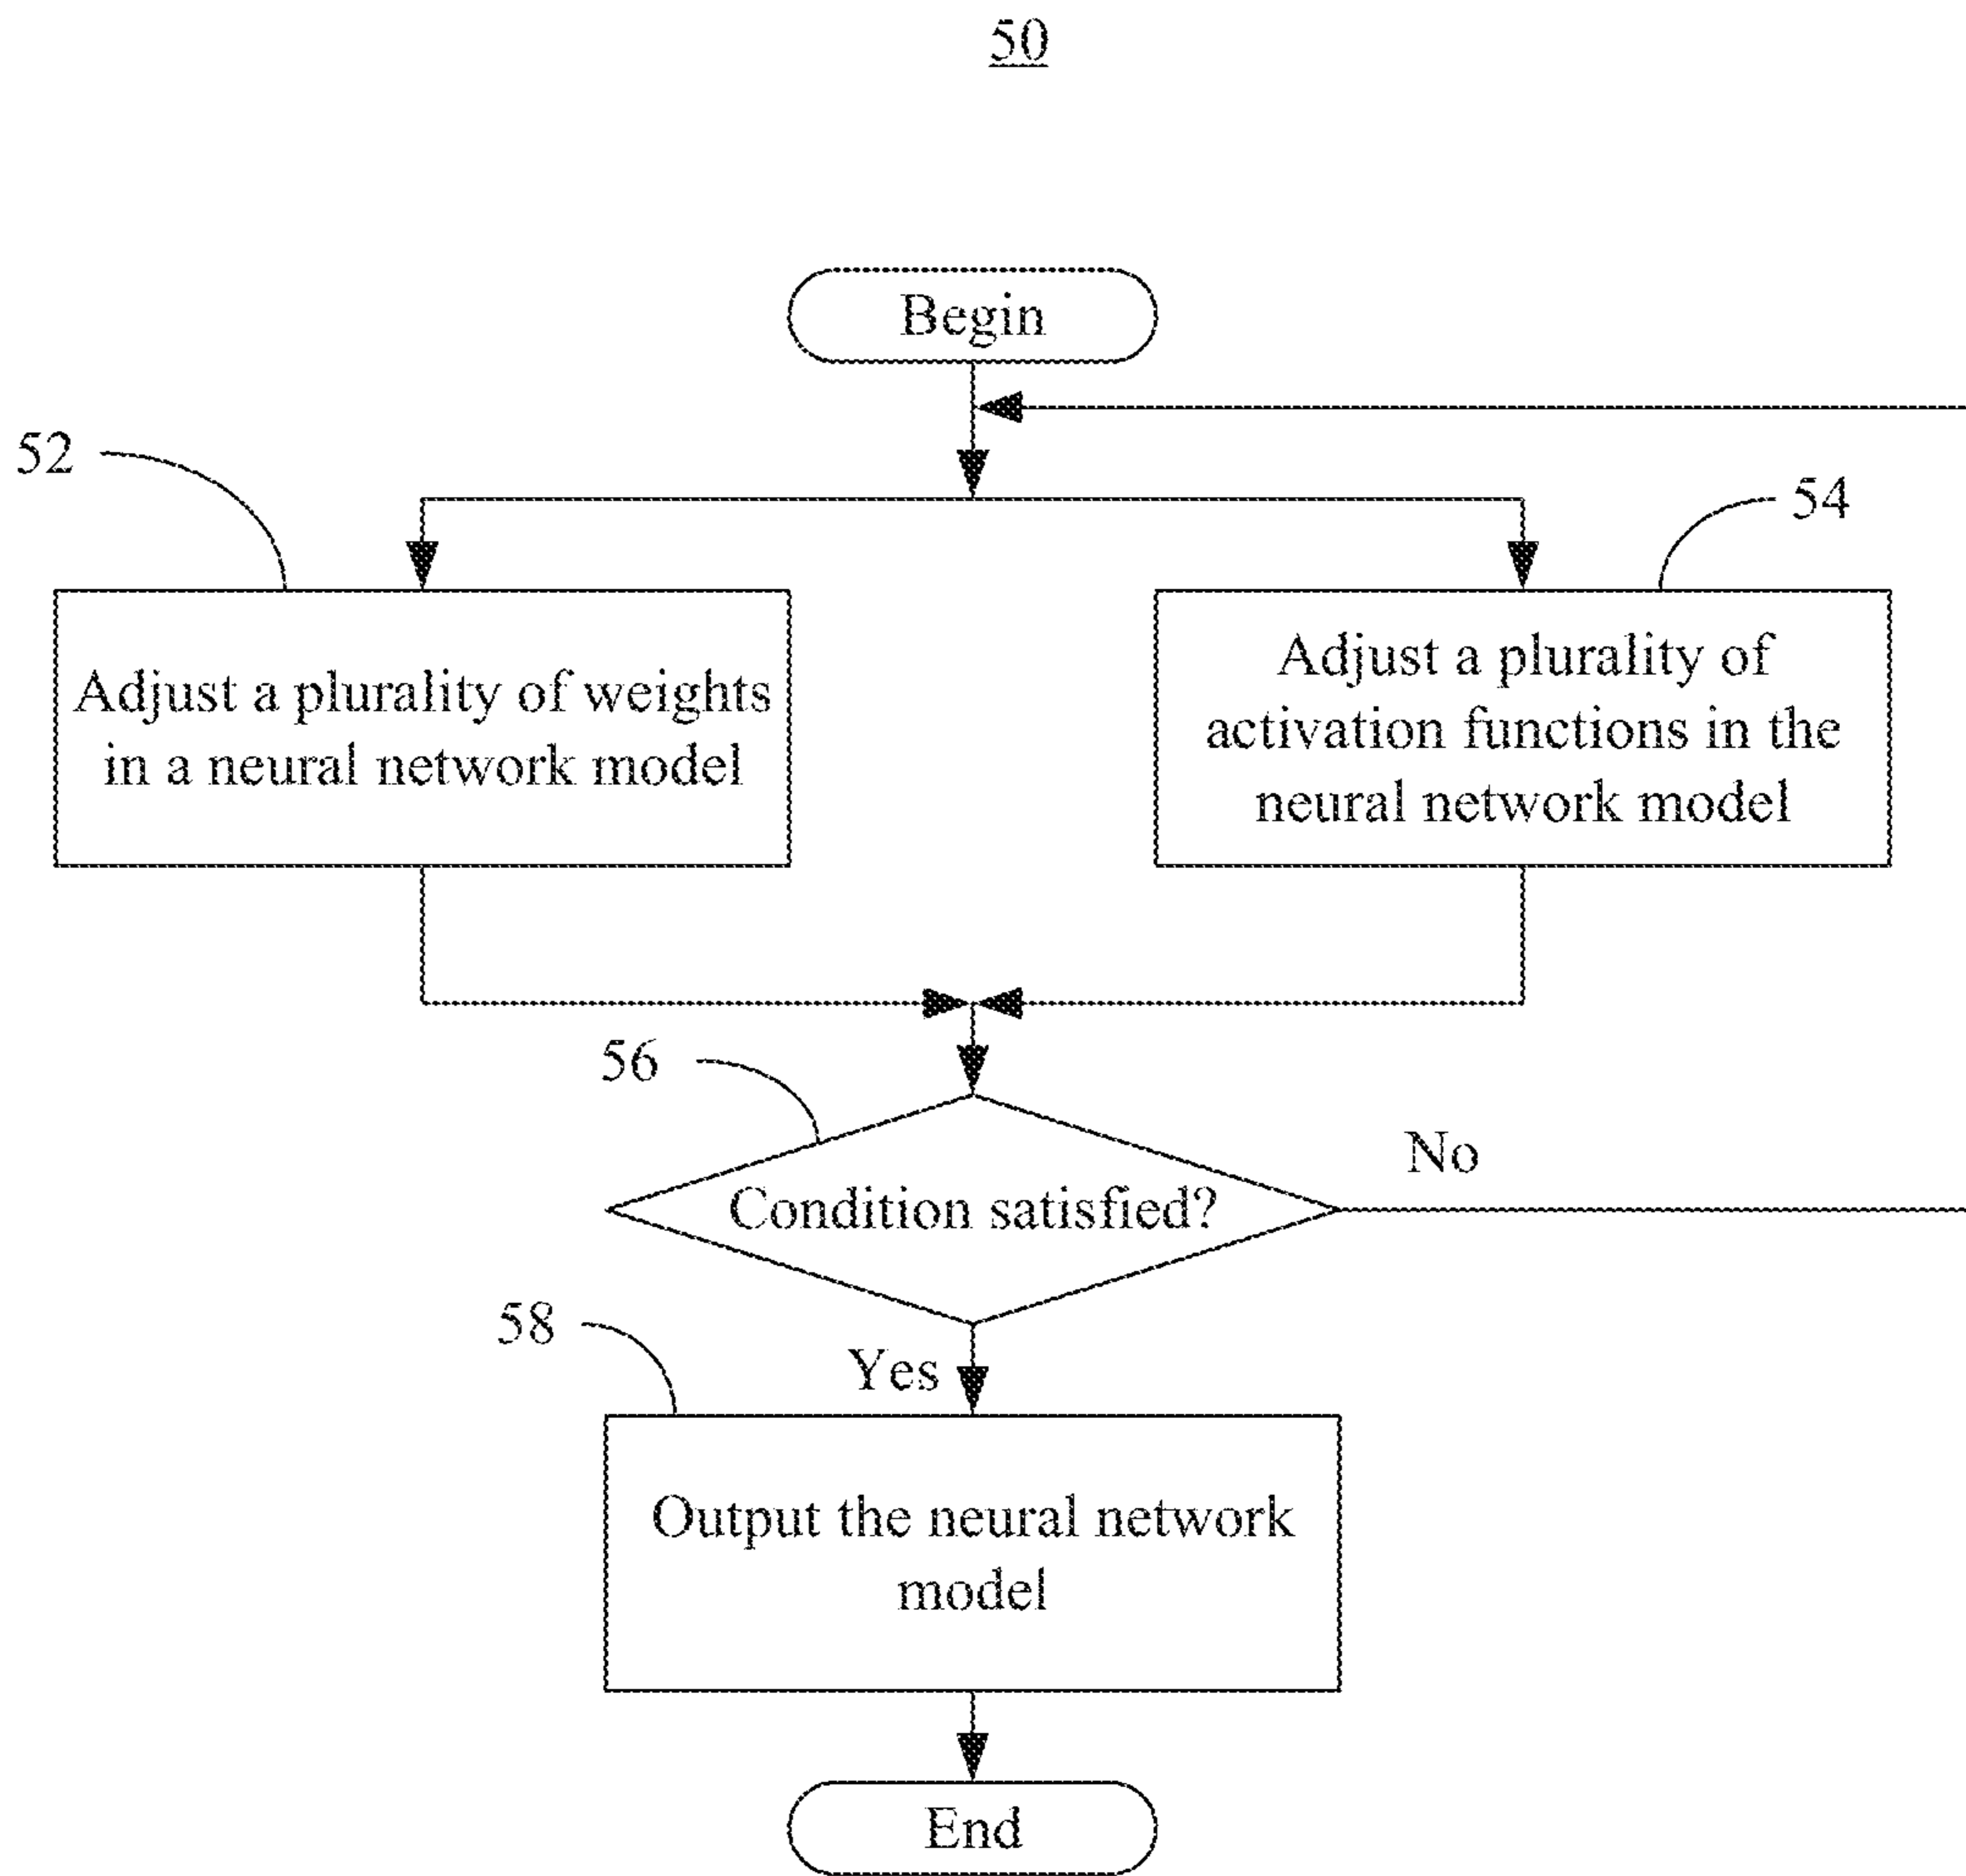 50
Begin
52
54
Adjust a plurality of weights
in a neural network model
Adjust a plurality of
activation functions in the
neural network model
56
Condition satisfied?
No
58
Yes
Output the neural network
model
End